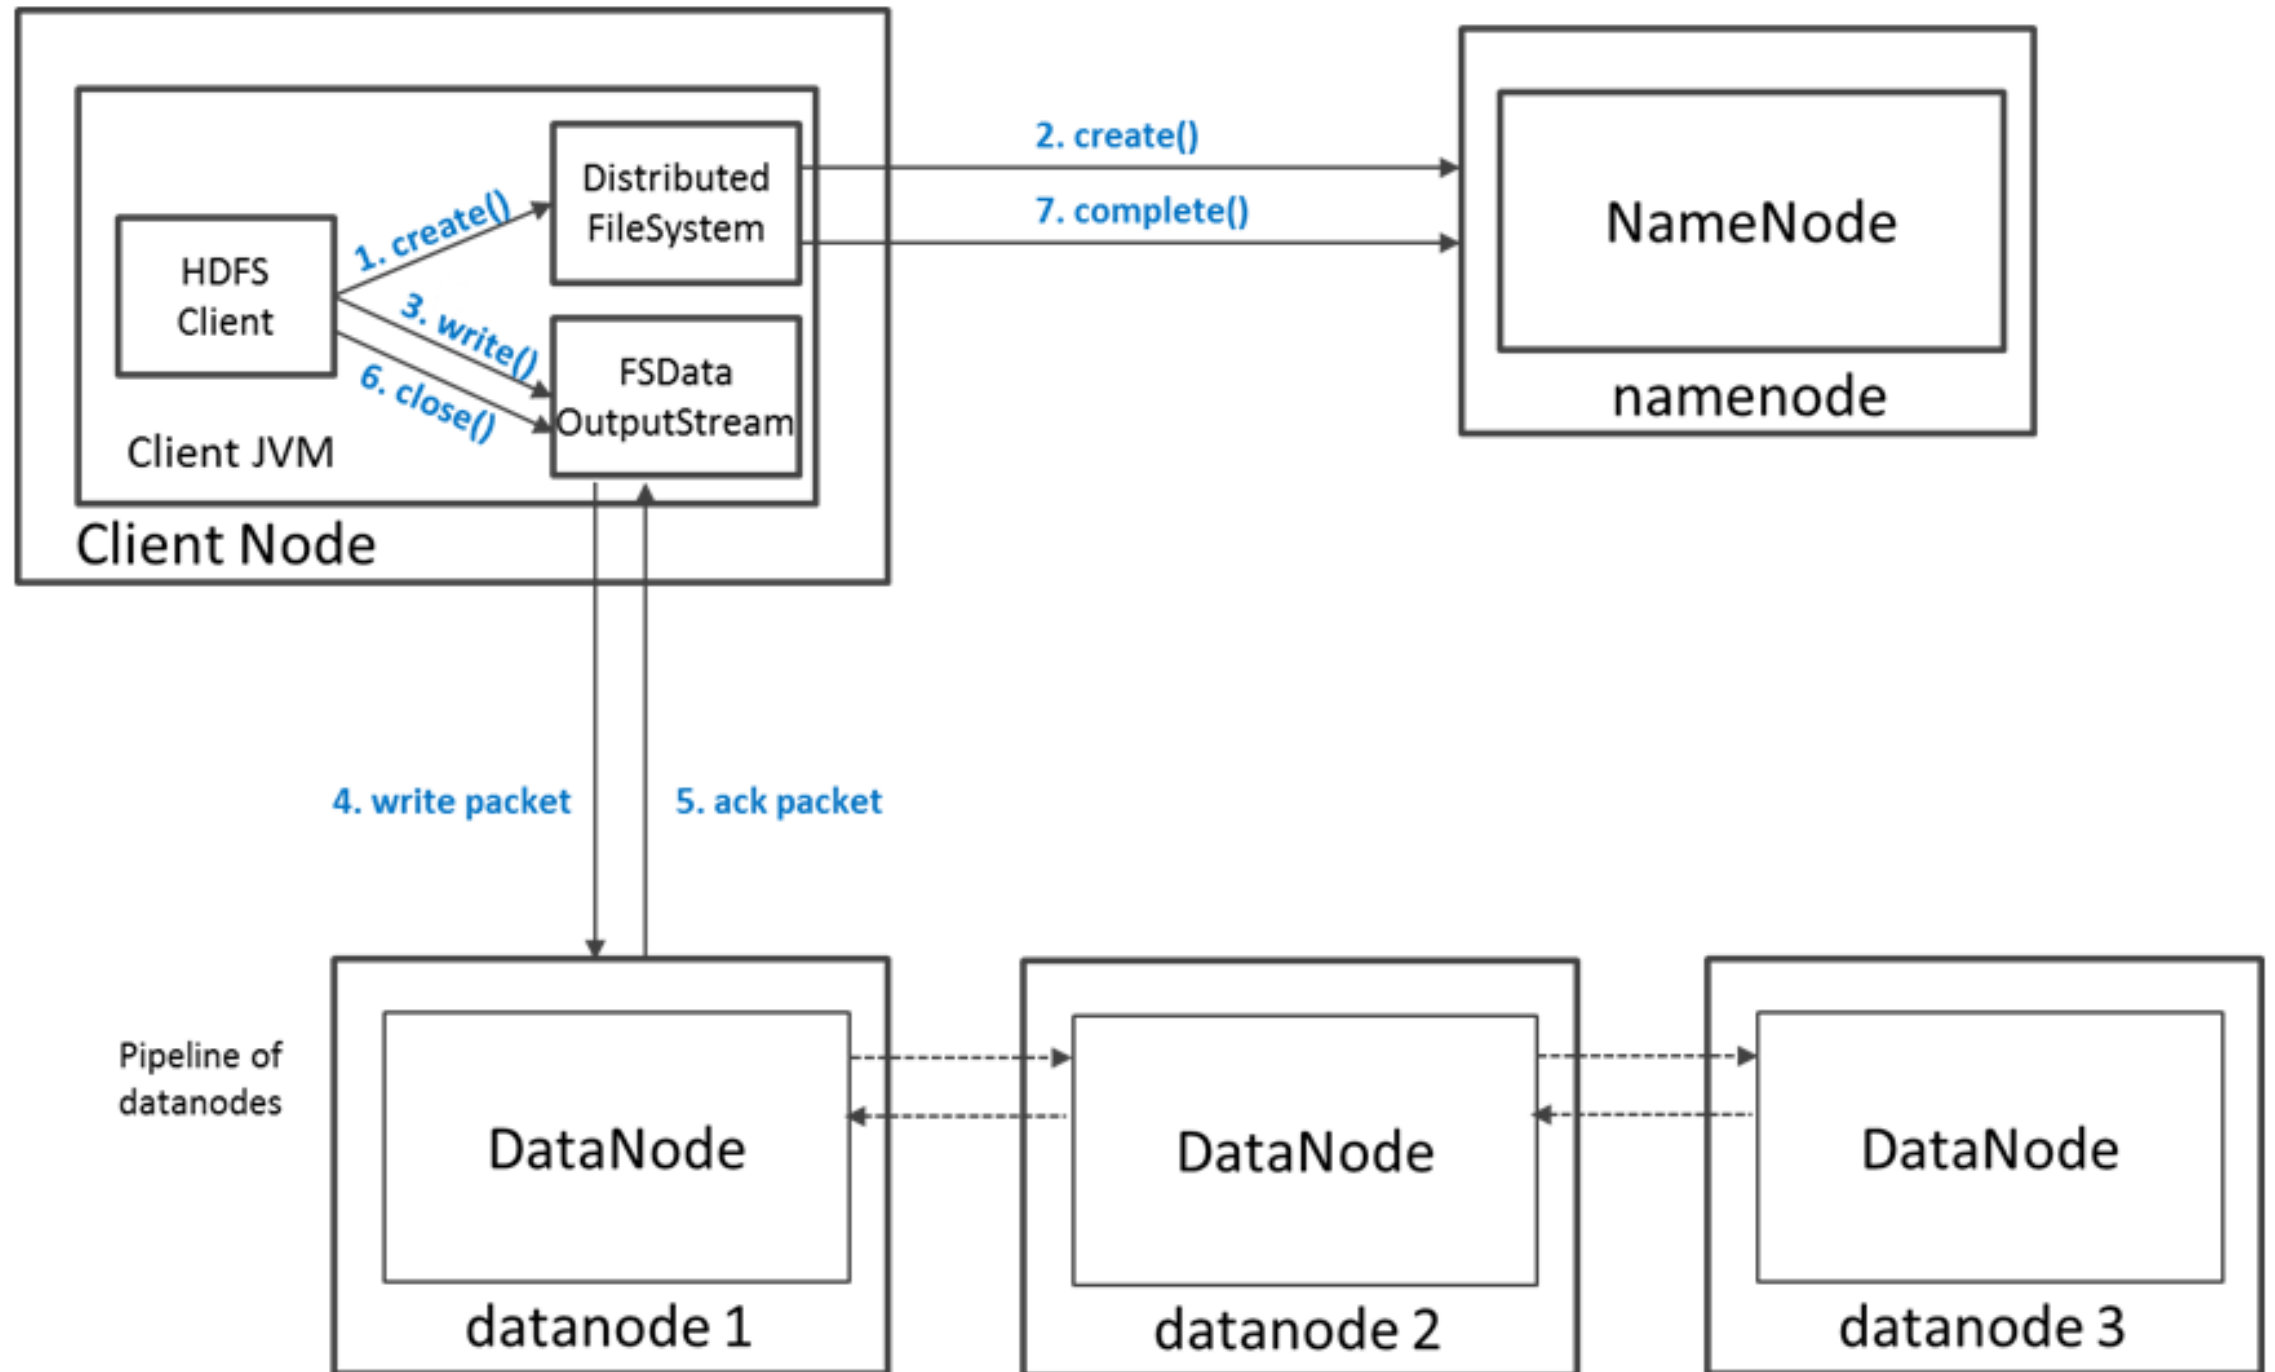 Distributed
FileSystem
HDFS
Client
1. create()
3. write()
6. close()
FSData
OutputStream
Client JVM
Client Node
2. create()
7. complete()
NameNode
namenode
4. write packet
5. ack packet
Pipeline of
datanodes
DataNode
datanode 1
DataNode
datanode 2
DataNode
datanode 3